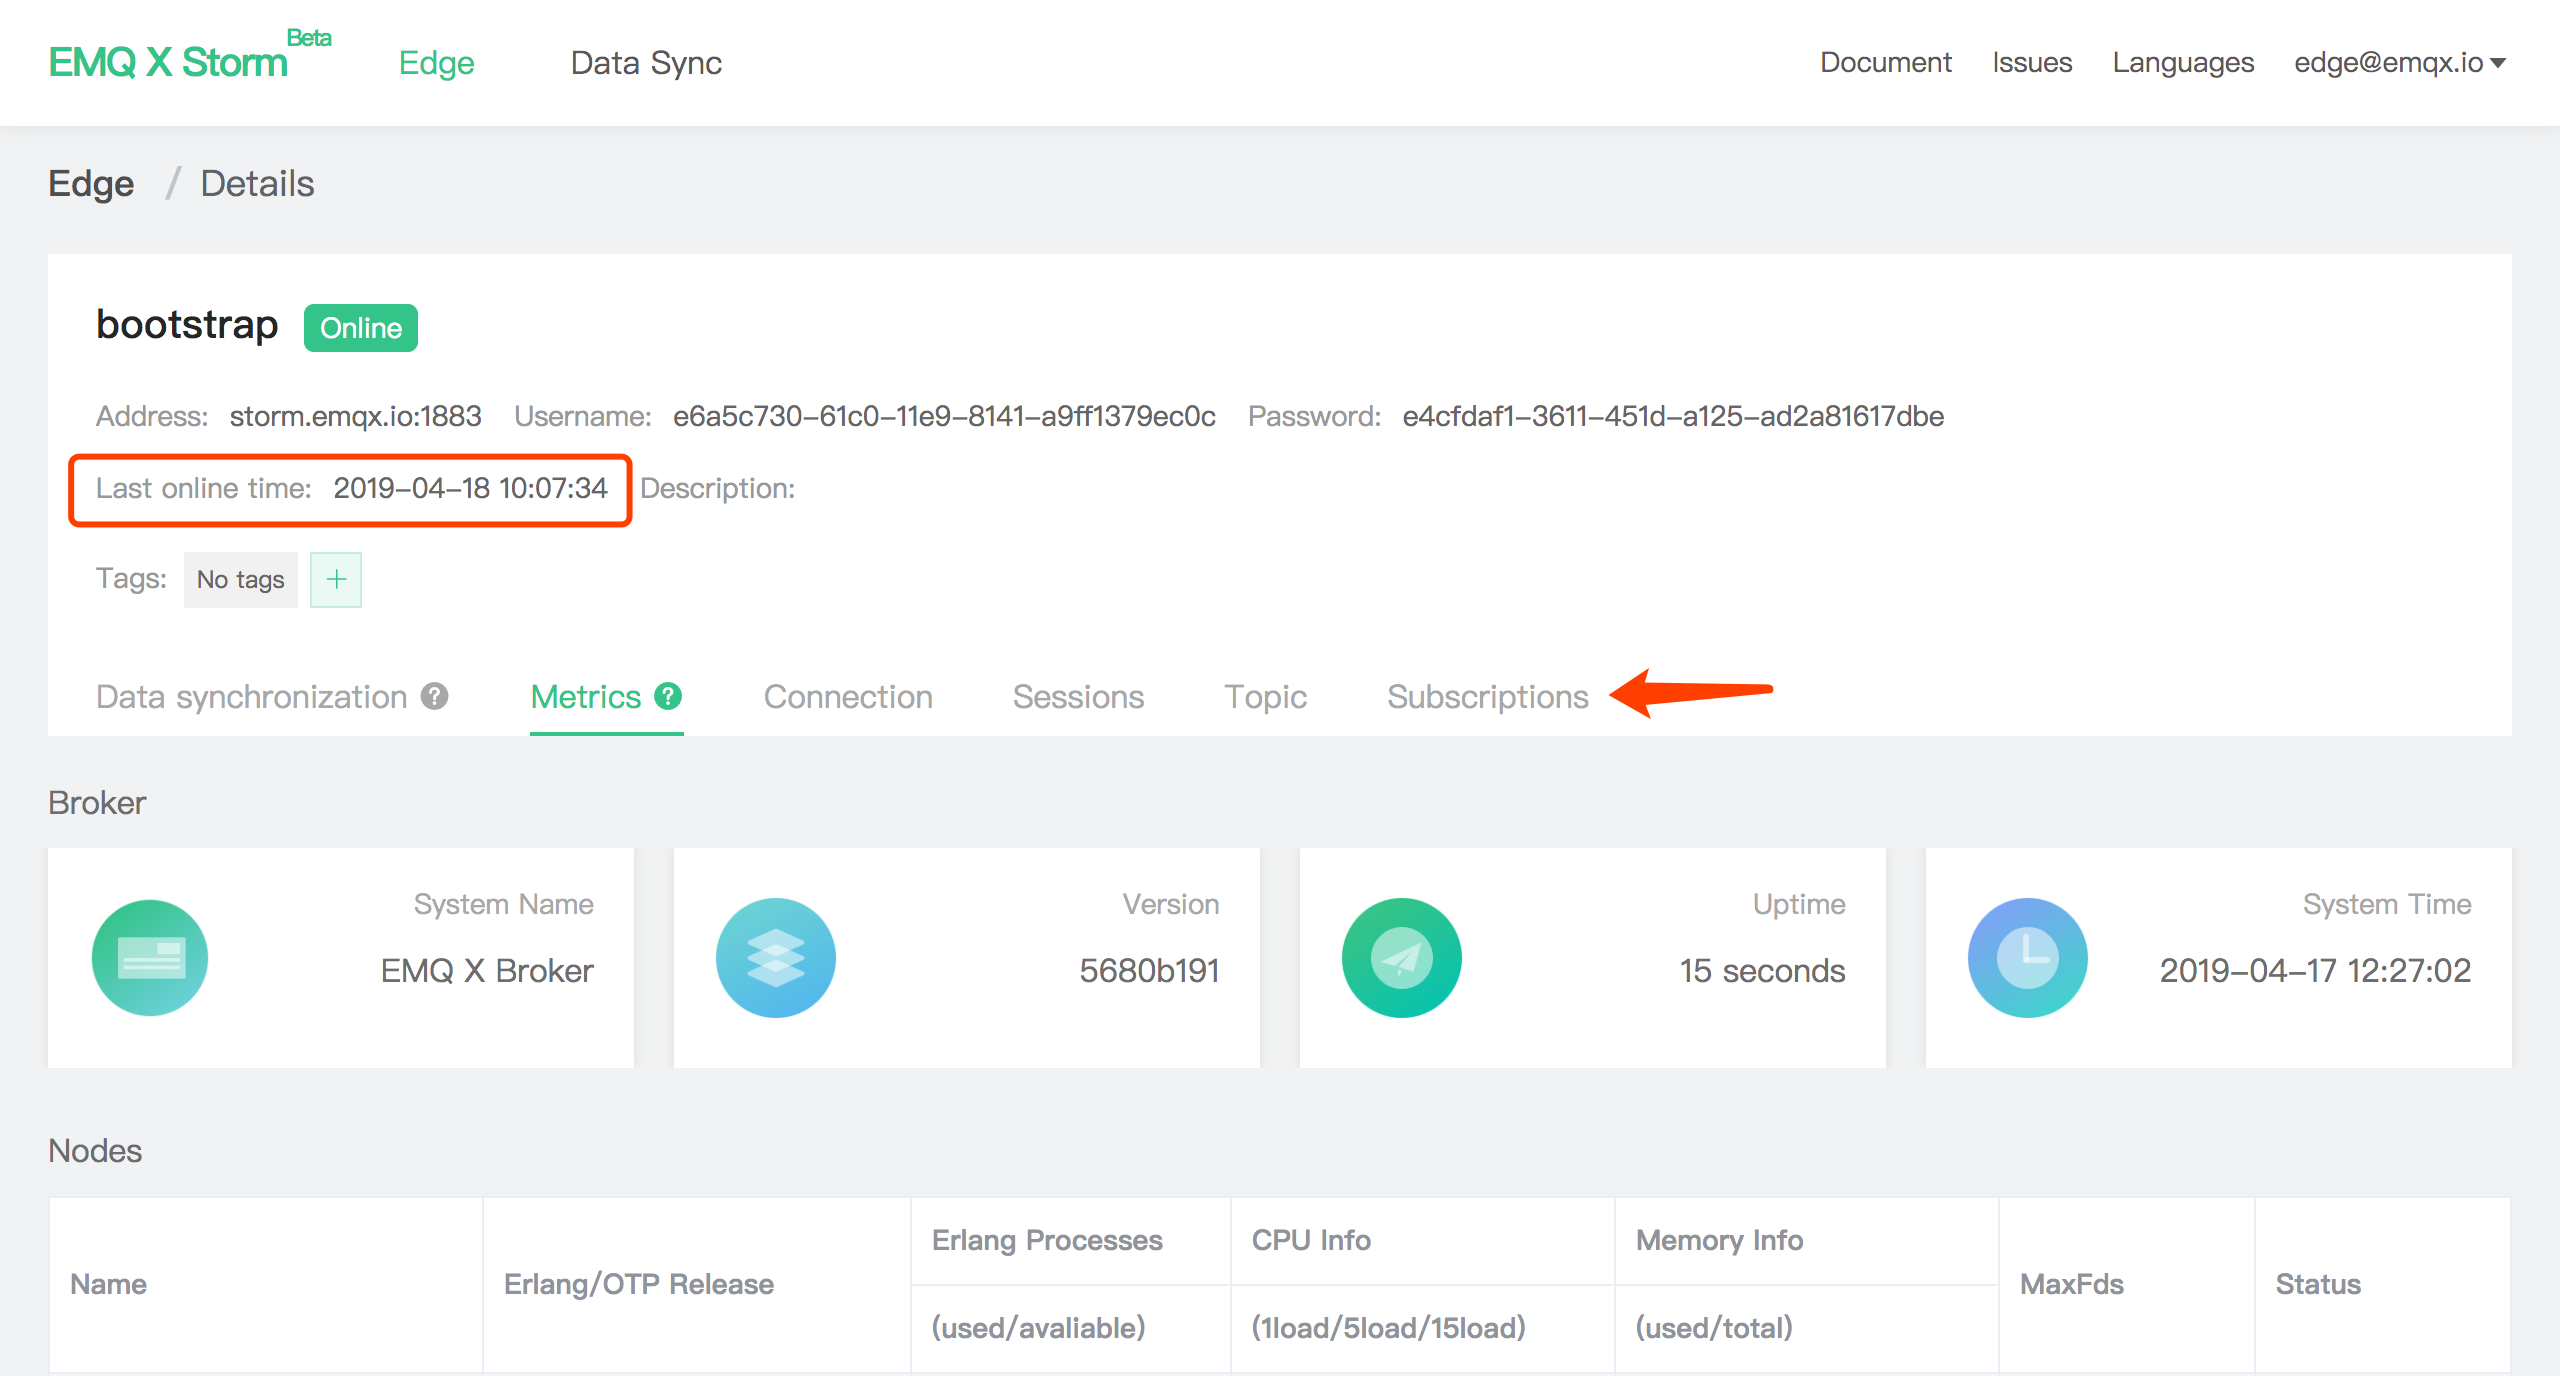 EMQ X Storm Beta Edge Data Sync Document Issues Languages edge@emqx.io
Edge / Details
bootstrap Online
Address: storm.emqx.io:1883 Username: e6a5c730-61c0-11e9-8141-a9ff1379ec0c Password: e4cfdaf1-3611-451d-a125-ad2a81617dbe
Last online time: 2019-04-18 10:07:34 Description:
Tags: No tags +
Data synchronization ? Metrics ? Connection Sessions Topic Subscriptions
Broker
System Name
EMQ X Broker
Version
5680b191
Uptime
15 seconds
System Time
2019-04-17 12:27:02
Nodes
Name
Erlang/OTP Release
Erlang Processes
(used/avaliable)
CPU Info
(1load/5load/15load)
Memory Info
(used/total)
MaxFds
Status